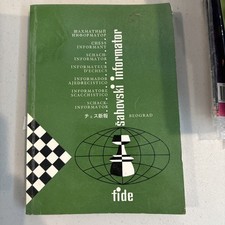 ШАХМАТНЫЙ
ИНФОРМАТОР
CHESS
INFORMANT
SCHACH-
INFORMATOR
INFORMATEUR
D'ECHECS
INFORMADOR
AJEDRECISTICO
INFORMATORE
SCACCHISTICO
SCHACK-
INFORMATOR
チェス新報
BEOGRAD
šahovski informator
fide